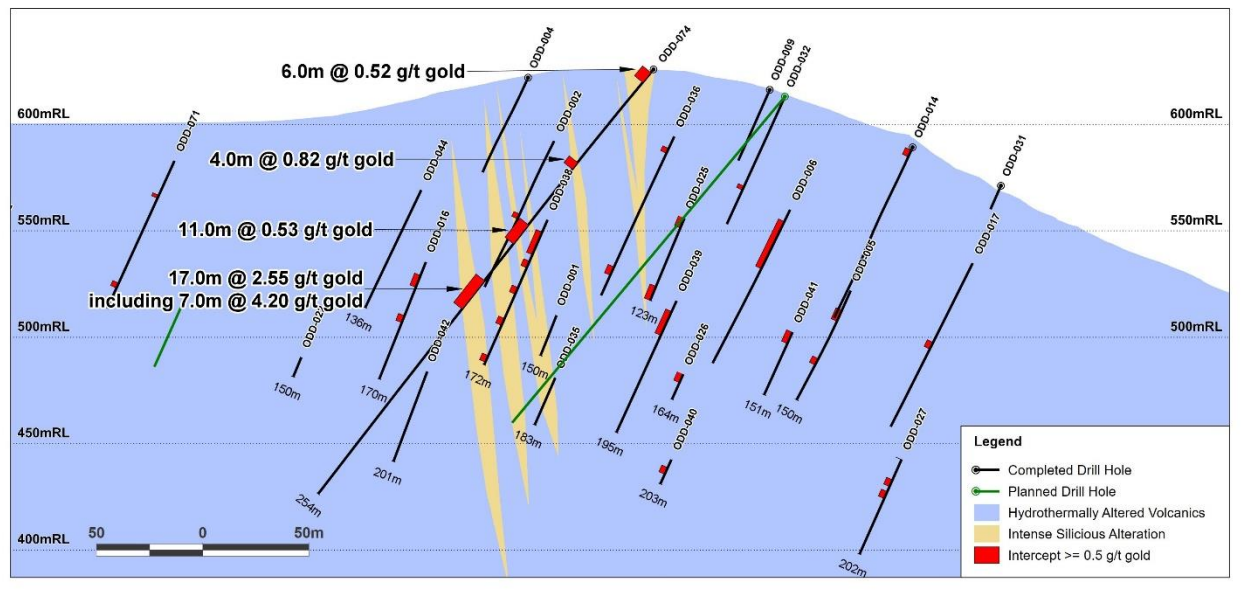 ODD-004
ODD-074
6.0m @ 0.52 g/t gold
ODD-009
ODD-032
600mRL
600mRL
ODD-071
ODD-002
ODD-036
ODD-014
4.0m @ 0.82 g/t gold
ODD-044
ODD-038
ODD-025
ODD-006
ODD-031
550mRL
550mRL
11.0m @ 0.53 g/t gold
ODD-016
ODD-017
17.0m @ 2.55 g/t gold
including 7.0m @ 4.20 g/t gold
ODD-001
ODD-039
ODD-005
ODD-041
136m
123m
500mRL
500mRL
ODD-042
ODD-035
ODD-026
150m
170m
172m
150m
164m
151m
150m
450mRL
183m
195m
ODD-040
ODD-027
201m
254m
203m
50
0
50m
400mRL
202m
Legend
Completed Drill Hole
Planned Drill Hole
Hydrothermally Altered Volcanics
Intense Silicious Alteration
Intercept >= 0.5 g/t gold